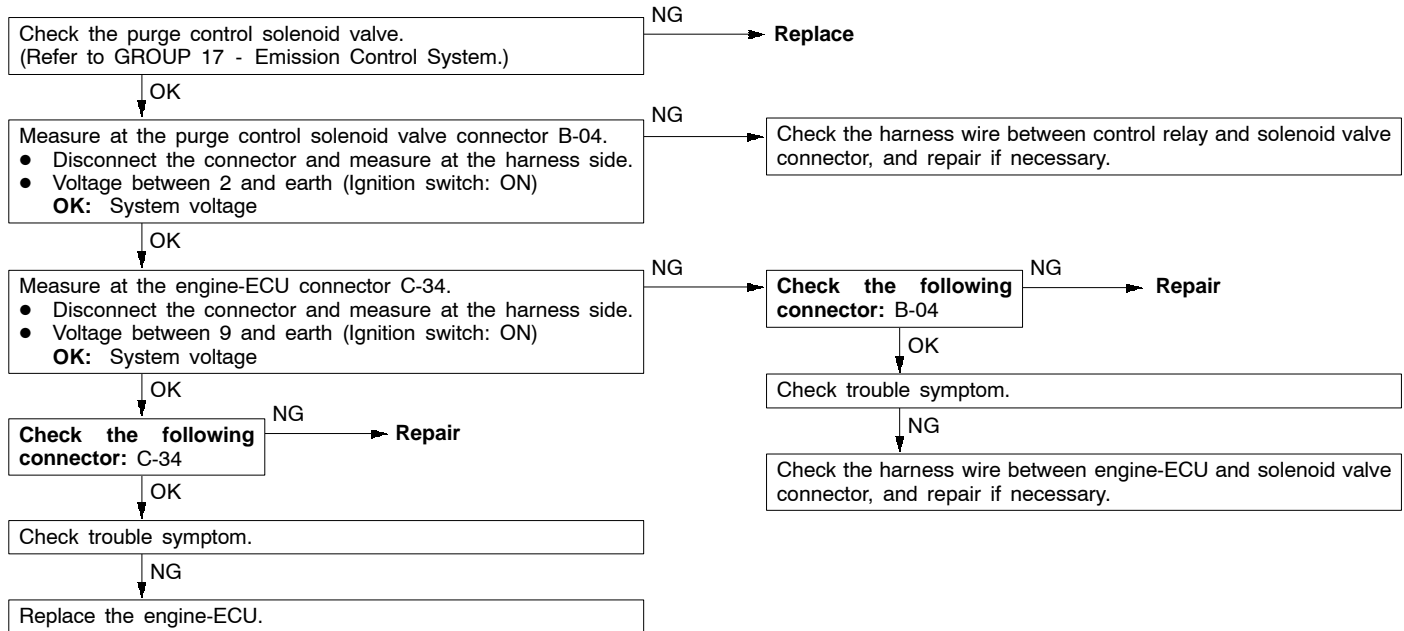 Check the purge control solenoid valve.
(Refer to GROUP 17 - Emission Control System.)
NG
Replace
OK
Measure at the purge control solenoid valve connector B-04.
● Disconnect the connector and measure at the harness side.
● Voltage between 2 and earth (Ignition switch: ON)
OK: System voltage
NG
Check the harness wire between control relay and solenoid valve
connector, and repair if necessary.
OK
Measure at the engine-ECU connector C-34.
● Disconnect the connector and measure at the harness side.
● Voltage between 9 and earth (Ignition switch: ON)
OK: System voltage
NG
Check the following
connector: B-04
NG
Repair
OK
Check trouble symptom.
NG
Check the harness wire between engine-ECU and solenoid valve
connector, and repair if necessary.
OK
Check the following
connector: C-34
NG
Repair
OK
Check trouble symptom.
NG
Replace the engine-ECU.